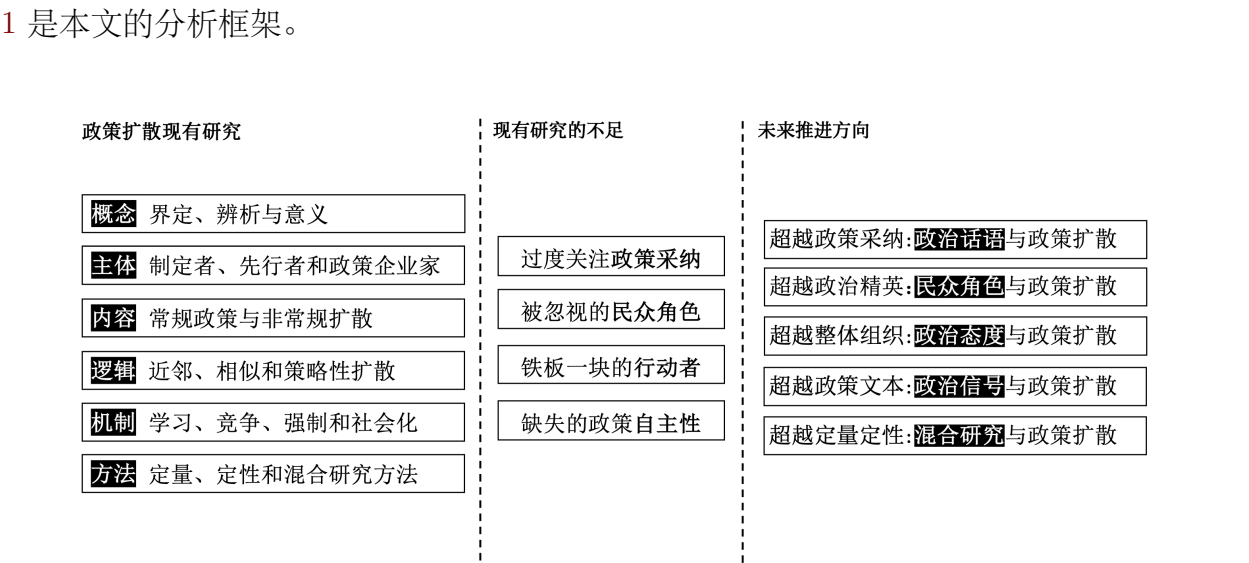 1 是本文的分析框架。
政策扩散现有研究
概念 界定、辨析与意义
主体 制定者、先行者和政策企业家
内容 常规政策与非常规扩散
逻辑 近邻、相似和策略性扩散
机制 学习、竞争、强制和社会化
方法 定量、定性和混合研究方法
现有研究的不足
过度关注政策采纳
被忽视的民众角色
铁板一块的行动者
缺失的政策自主性
未来推进方向
超越政策采纳:政治话语与政策扩散
超越政治精英:民众角色与政策扩散
超越整体组织:政治态度与政策扩散
超越政策文本:政治信号与政策扩散
超越定量定性:混合研究与政策扩散